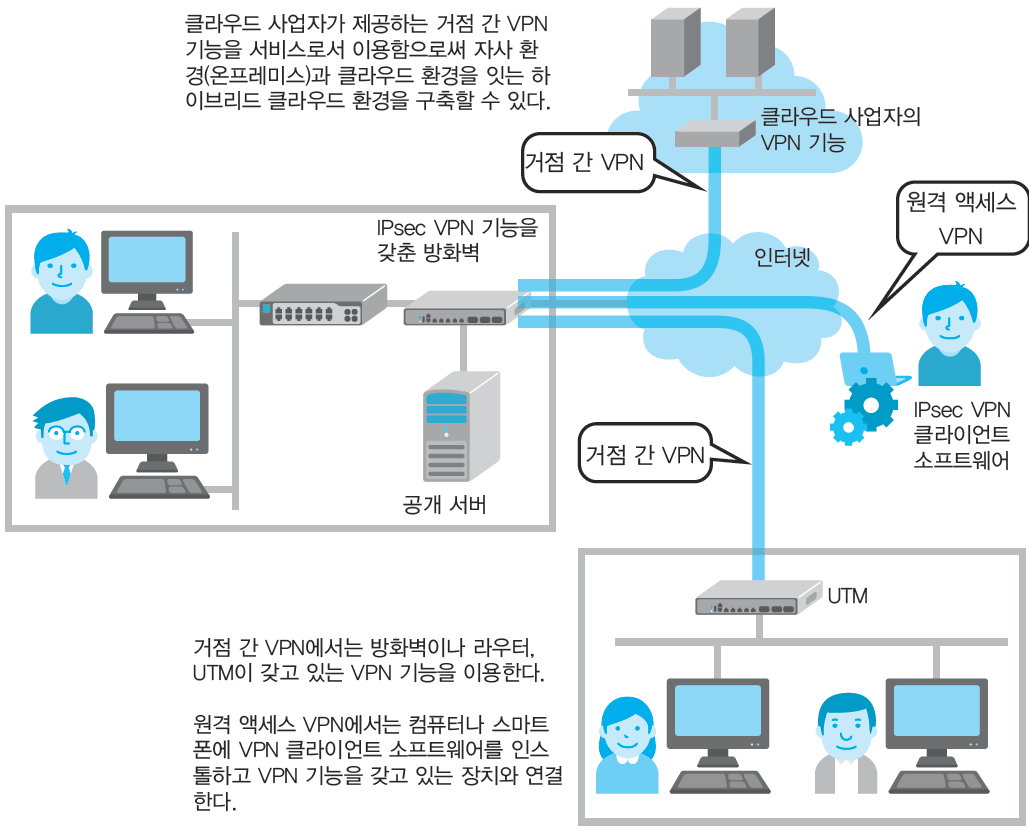 클라우드 사업자가 제공하는 거점 간 VPN
기능을 서비스로서 이용함으로써 자사 환
경(온프레미스)과 클라우드 환경을 잇는 하
이브리드 클라우드 환경을 구축할 수 있다.
클라우드 사업자의
VPN 기능
거점 간 VPN
원격 액세스
VPN
IPsec VPN 기능을
갖춘 방화벽
인터넷
IPsec VPN
클라이언트
소프트웨어
거점 간 VPN
공개 서버
UTM
거점 간 VPN에서는 방화벽이나 라우터,
UTM이 갖고 있는 VPN 기능을 이용한다.
원격 액세스 VPN에서는 컴퓨터나 스마트
폰에 VPN 클라이언트 소프트웨어를 인스
톨하고 VPN 기능을 갖고 있는 장치와 연결
한다.